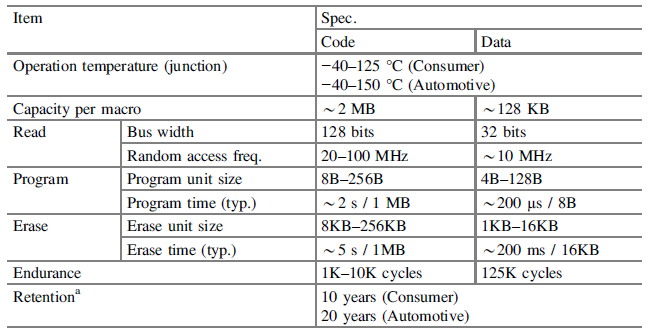 Item Spec.
Code Data
Operation temperature (junction) −40–125 °C (Consumer)
−40–150 °C (Automotive)
Capacity per macro ~2 MB ~128 KB
Read Bus width 128 bits 32 bits
Random access freq. 20–100 MHz ~10 MHz
Program Program unit size 8B–256B 4B–128B
Program time (typ.) ~2 s / 1 MB ~200 μs / 8B
Erase Erase unit size 8KB–256KB 1KB–16KB
Erase time (typ.) ~5 s / 1MB ~200 ms / 16KB
Endurance 1K–10K cycles 125K cycles
Retentionᵃ 10 years (Consumer)
20 years (Automotive)